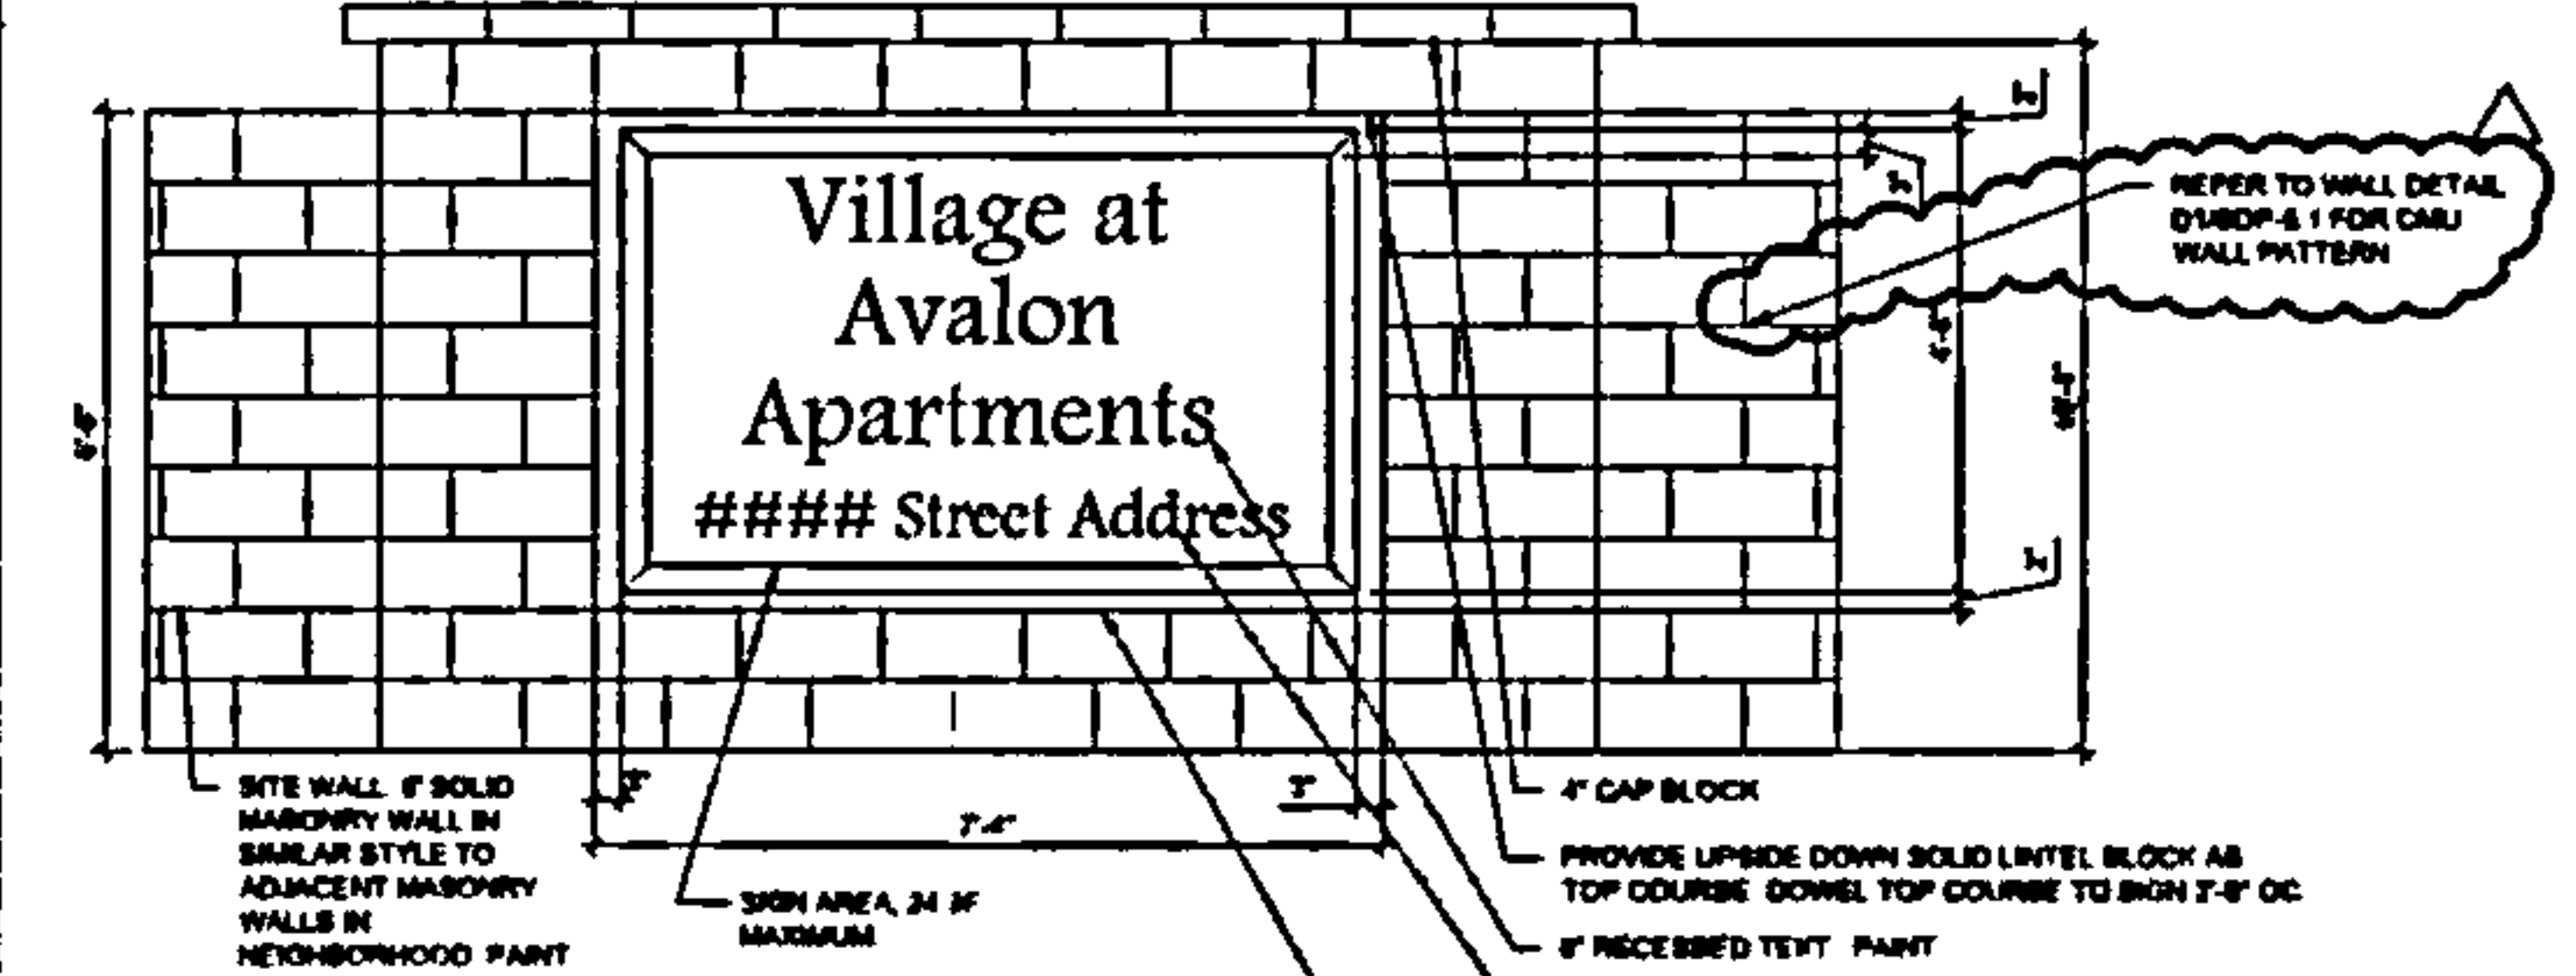 Village at
Avalon
Apartments
#### Street Address
REFER TO WALL DETAIL
FOR CMU
WALL PATTERN
SITE WALL SOLID
MASONRY WALL IN
SIMILAR STYLE TO
ADJACENT MASONRY
WALLS IN
NEIGHBORHOOD PAINT
3"
7'-4"
SIGN AREA, 24 SF
MAXIMUM
4" CAP BLOCK
PROVIDE UPSIDE DOWN SOLID LINTEL BLOCK AS
TOP COURSE DOWEL TOP COURSE TO SIGN OC
RECESSED TEXT PAINT